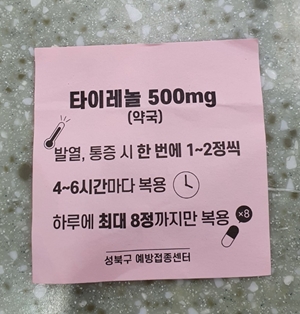 타이레놀 500mg
(약국)
발열, 통증 시 한 번에 1~2정씩
4~6시간마다 복용
하루에 최대 8정까지만 복용 ×8
성북구 예방접종센터